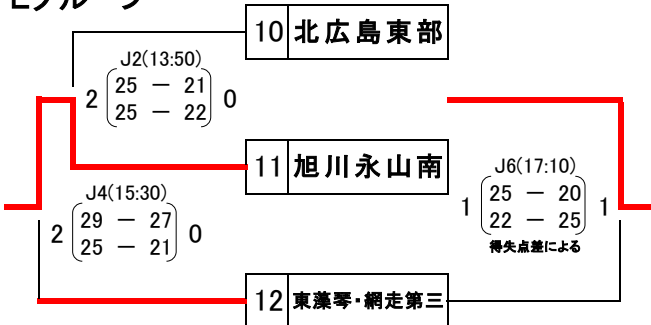 Eグループ
10 北広島東部
J2(13:50)
2 25 － 21 0
25 － 22
11 旭川永山南
J4(15:30)
2 29 － 27 0
25 － 21
J6(17:10)
1 25 － 20 1
22 － 25
得失点差による
12 東藻琴・網走第三